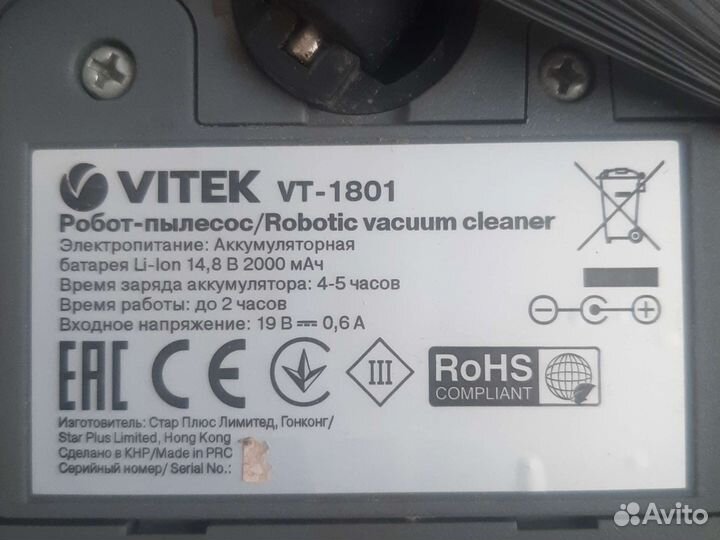 VITEK VT-1801
Робот-пылесос/Robotic vacuum cleaner
Электропитание: Аккумуляторная
батарея Li-Ion 14,8 В 2000 мАч
Время заряда аккумулятора: 4-5 часов
Время работы: до 2 часов
Входное напряжение: 19 В ⎓ 0,6 А
EAC CE III RoHS
COMPLIANT
Изготовитель: Стар Плюс Лимитед, Гонконг/
Star Plus Limited, Hong Kong
Сделано в КНР/Made in PRC
Серийный номер/ Serial No.:
Avito